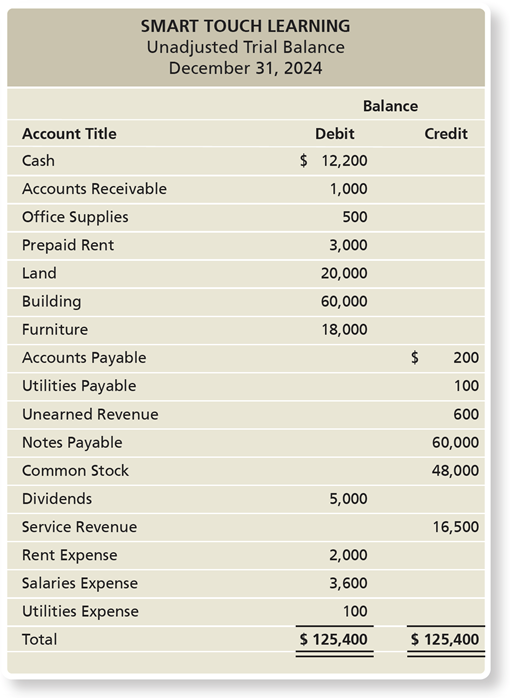 SMART TOUCH LEARNING
Unadjusted Trial Balance
December 31, 2024
Balance
Account Title Debit Credit
Cash $ 12,200
Accounts Receivable 1,000
Office Supplies 500
Prepaid Rent 3,000
Land 20,000
Building 60,000
Furniture 18,000
Accounts Payable $ 200
Utilities Payable 100
Unearned Revenue 600
Notes Payable 60,000
Common Stock 48,000
Dividends 5,000
Service Revenue 16,500
Rent Expense 2,000
Salaries Expense 3,600
Utilities Expense 100
Total $ 125,400 $ 125,400